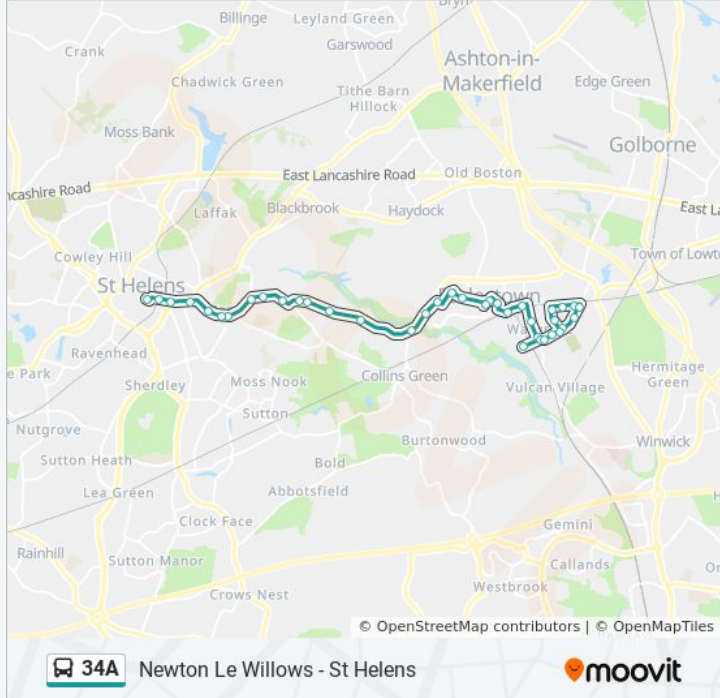 Billinge
Leyland Green
Crank
Garswood
Ashton-in-
Makerfield
Chadwick Green
Tithe Barn
Hillock
Edge Green
Moss Bank
Golborne
East Lancashire Road
Old Boston
ncashire Road
Laffak
Blackbrook
Haydock
East La
Cowley Hill
Town of Lowto
St Helens
Ravenhead
e Park
Sherdley
Moss Nook
Collins Green
Vulcan Village
Hermitage
Green
Sutton
Nutgrove
Burtonwood
Winwick
Sutton Heath
Bold
Lea Green
Abbotsfield
Clock Face
Gemini
Rainhill
Sutton Manor
Callands
Crows Nest
Westbrook
© OpenStreetMap contributors | © OpenMapTiles
34A Newton Le Willows - St Helens
moovit